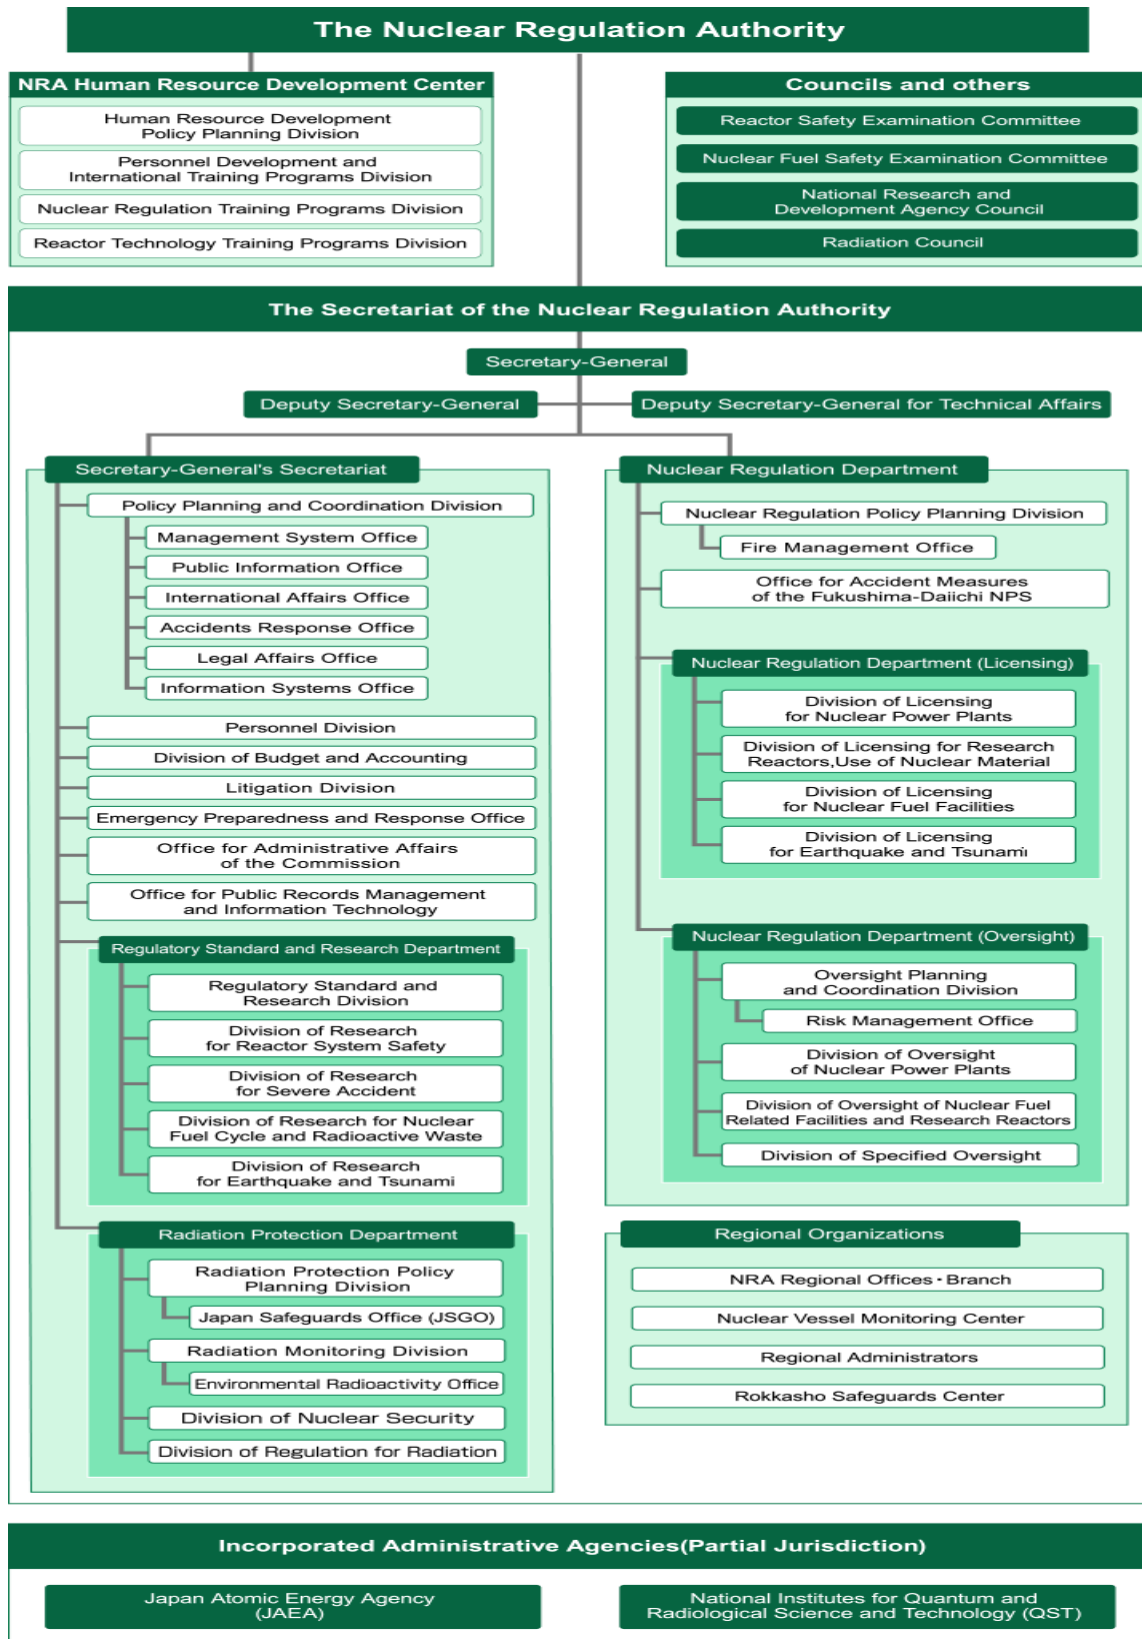 The Nuclear Regulation Authority
NRA Human Resource Development Center
Human Resource Development
Policy Planning Division
Personnel Development and
International Training Programs Division
Nuclear Regulation Training Programs Division
Reactor Technology Training Programs Division
Councils and others
Reactor Safety Examination Committee
Nuclear Fuel Safety Examination Committee
National Research and
Development Agency Council
Radiation Council
The Secretariat of the Nuclear Regulation Authority
Secretary-General
Deputy Secretary-General
Deputy Secretary-General for Technical Affairs
Secretary-General's Secretariat
Policy Planning and Coordination Division
Management System Office
Public Information Office
International Affairs Office
Accidents Response Office
Legal Affairs Office
Information Systems Office
Personnel Division
Division of Budget and Accounting
Litigation Division
Emergency Preparedness and Response Office
Office for Administrative Affairs
of the Commission
Office for Public Records Management
and Information Technology
Regulatory Standard and Research Department
Regulatory Standard and
Research Division
Division of Research
for Reactor System Safety
Division of Research
for Severe Accident
Division of Research for Nuclear
Fuel Cycle and Radioactive Waste
Division of Research
for Earthquake and Tsunami
Radiation Protection Department
Radiation Protection Policy
Planning Division
Japan Safeguards Office (JSGO)
Radiation Monitoring Division
Environmental Radioactivity Office
Division of Nuclear Security
Division of Regulation for Radiation
Nuclear Regulation Department
Nuclear Regulation Policy Planning Division
Fire Management Office
Office for Accident Measures
of the Fukushima-Daiichi NPS
Nuclear Regulation Department (Licensing)
Division of Licensing
for Nuclear Power Plants
Division of Licensing for Research
Reactors,Use of Nuclear Material
Division of Licensing
for Nuclear Fuel Facilities
Division of Licensing
for Earthquake and Tsunami
Nuclear Regulation Department (Oversight)
Oversight Planning
and Coordination Division
Risk Management Office
Division of Oversight
of Nuclear Power Plants
Division of Oversight of Nuclear Fuel
Related Facilities and Research Reactors
Division of Specified Oversight
Regional Organizations
NRA Regional Offices・Branch
Nuclear Vessel Monitoring Center
Regional Administrators
Rokkasho Safeguards Center
Incorporated Administrative Agencies(Partial Jurisdiction)
Japan Atomic Energy Agency
(JAEA)
National Institutes for Quantum and
Radiological Science and Technology (QST)